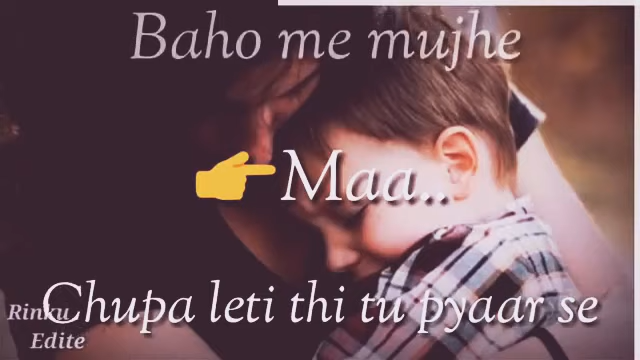 Baho me mujhe
👉Maa..
Chupa leti thi tu pyaar se
Rinku
Edite